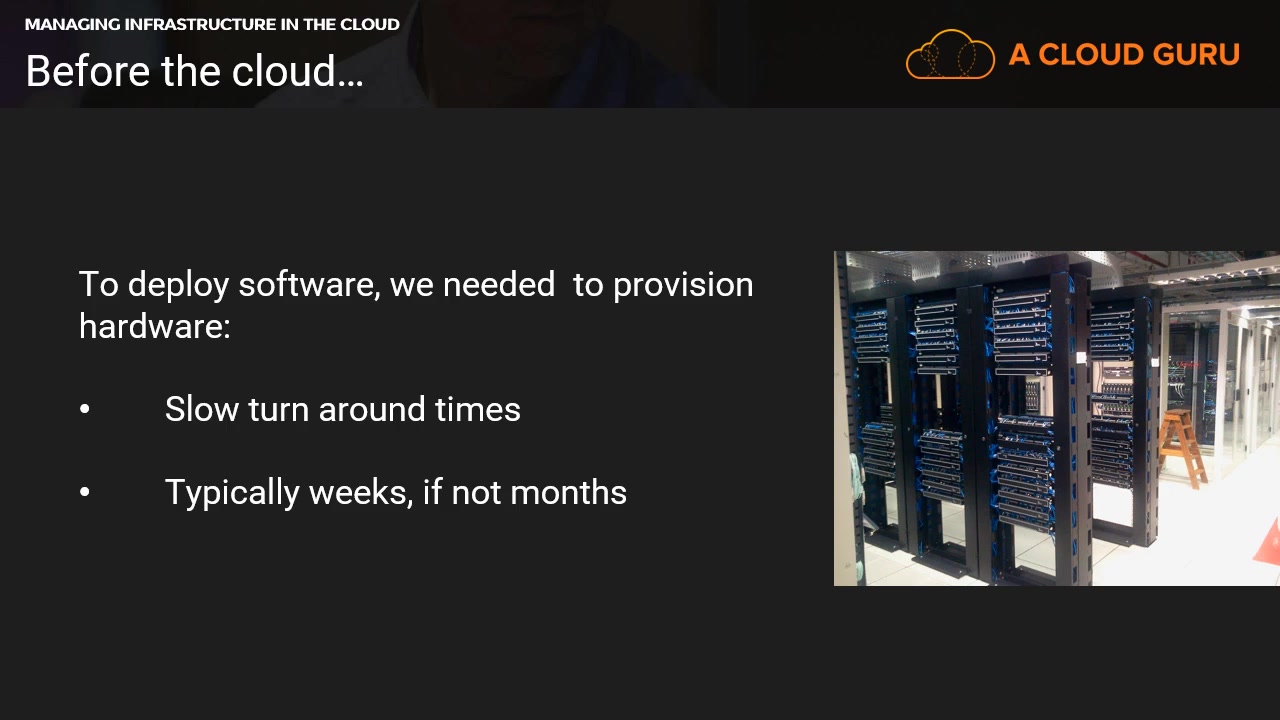 MANAGING INFRASTRUCTURE IN THE CLOUD
Before the cloud…
A CLOUD GURU
To deploy software, we needed  to provision
hardware:
• Slow turn around times
• Typically weeks, if not months